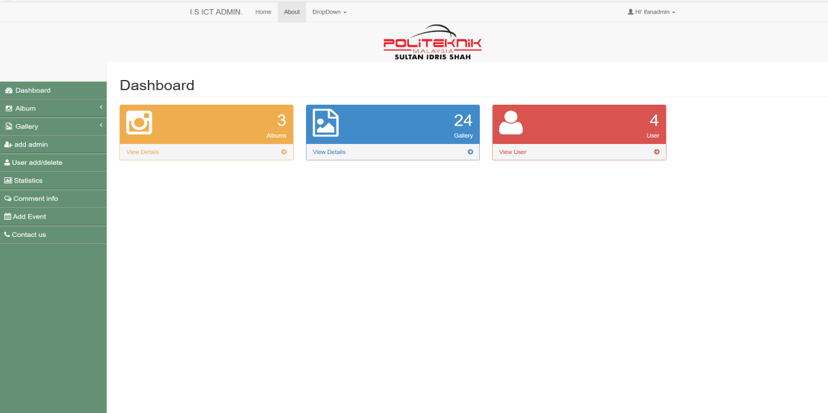 I.S ICT ADMIN. Home About DropDown Hi' ifanadmin
POLITEKNIK
MALAYSIA
SULTAN IDRIS SHAH
Dashboard
Album
Gallery
add admin
User add/delete
Statistics
Comment info
Add Event
Contact us
Dashboard
3
Albums
View Details
24
Gallery
View Details
4
User
View User